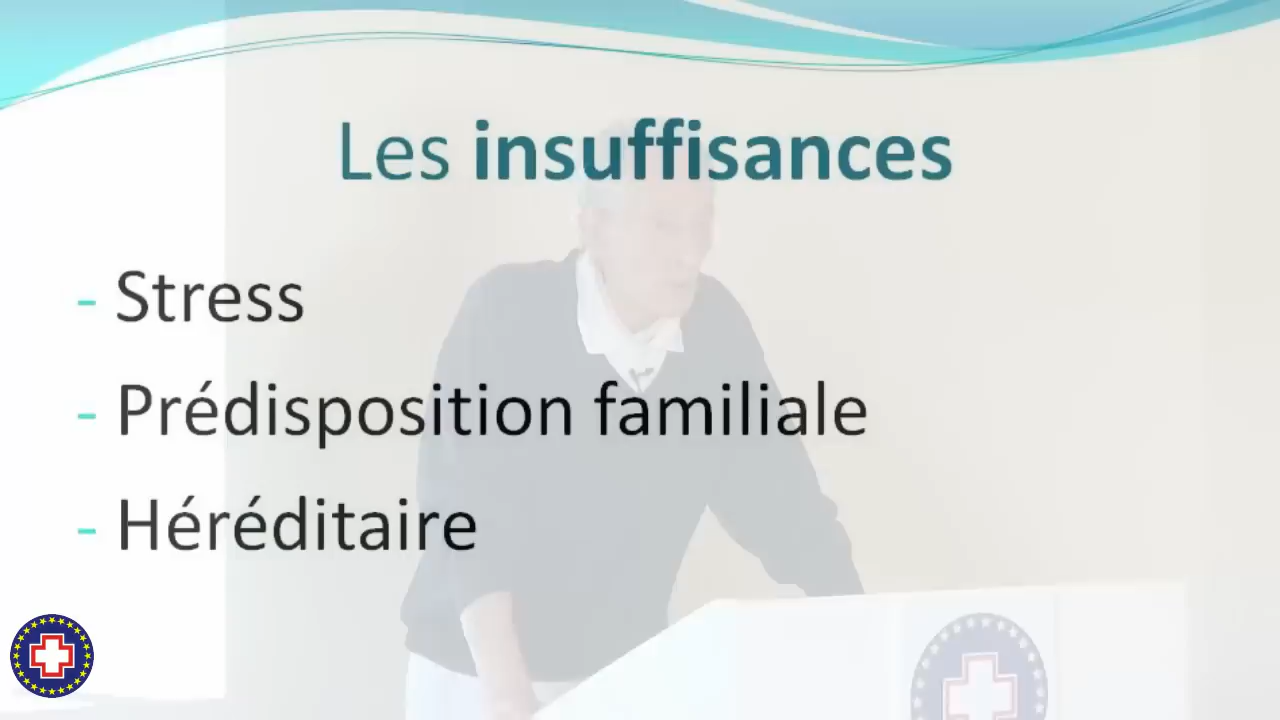 Les insuffisances
- Stress
- Prédisposition familiale
- Héréditaire